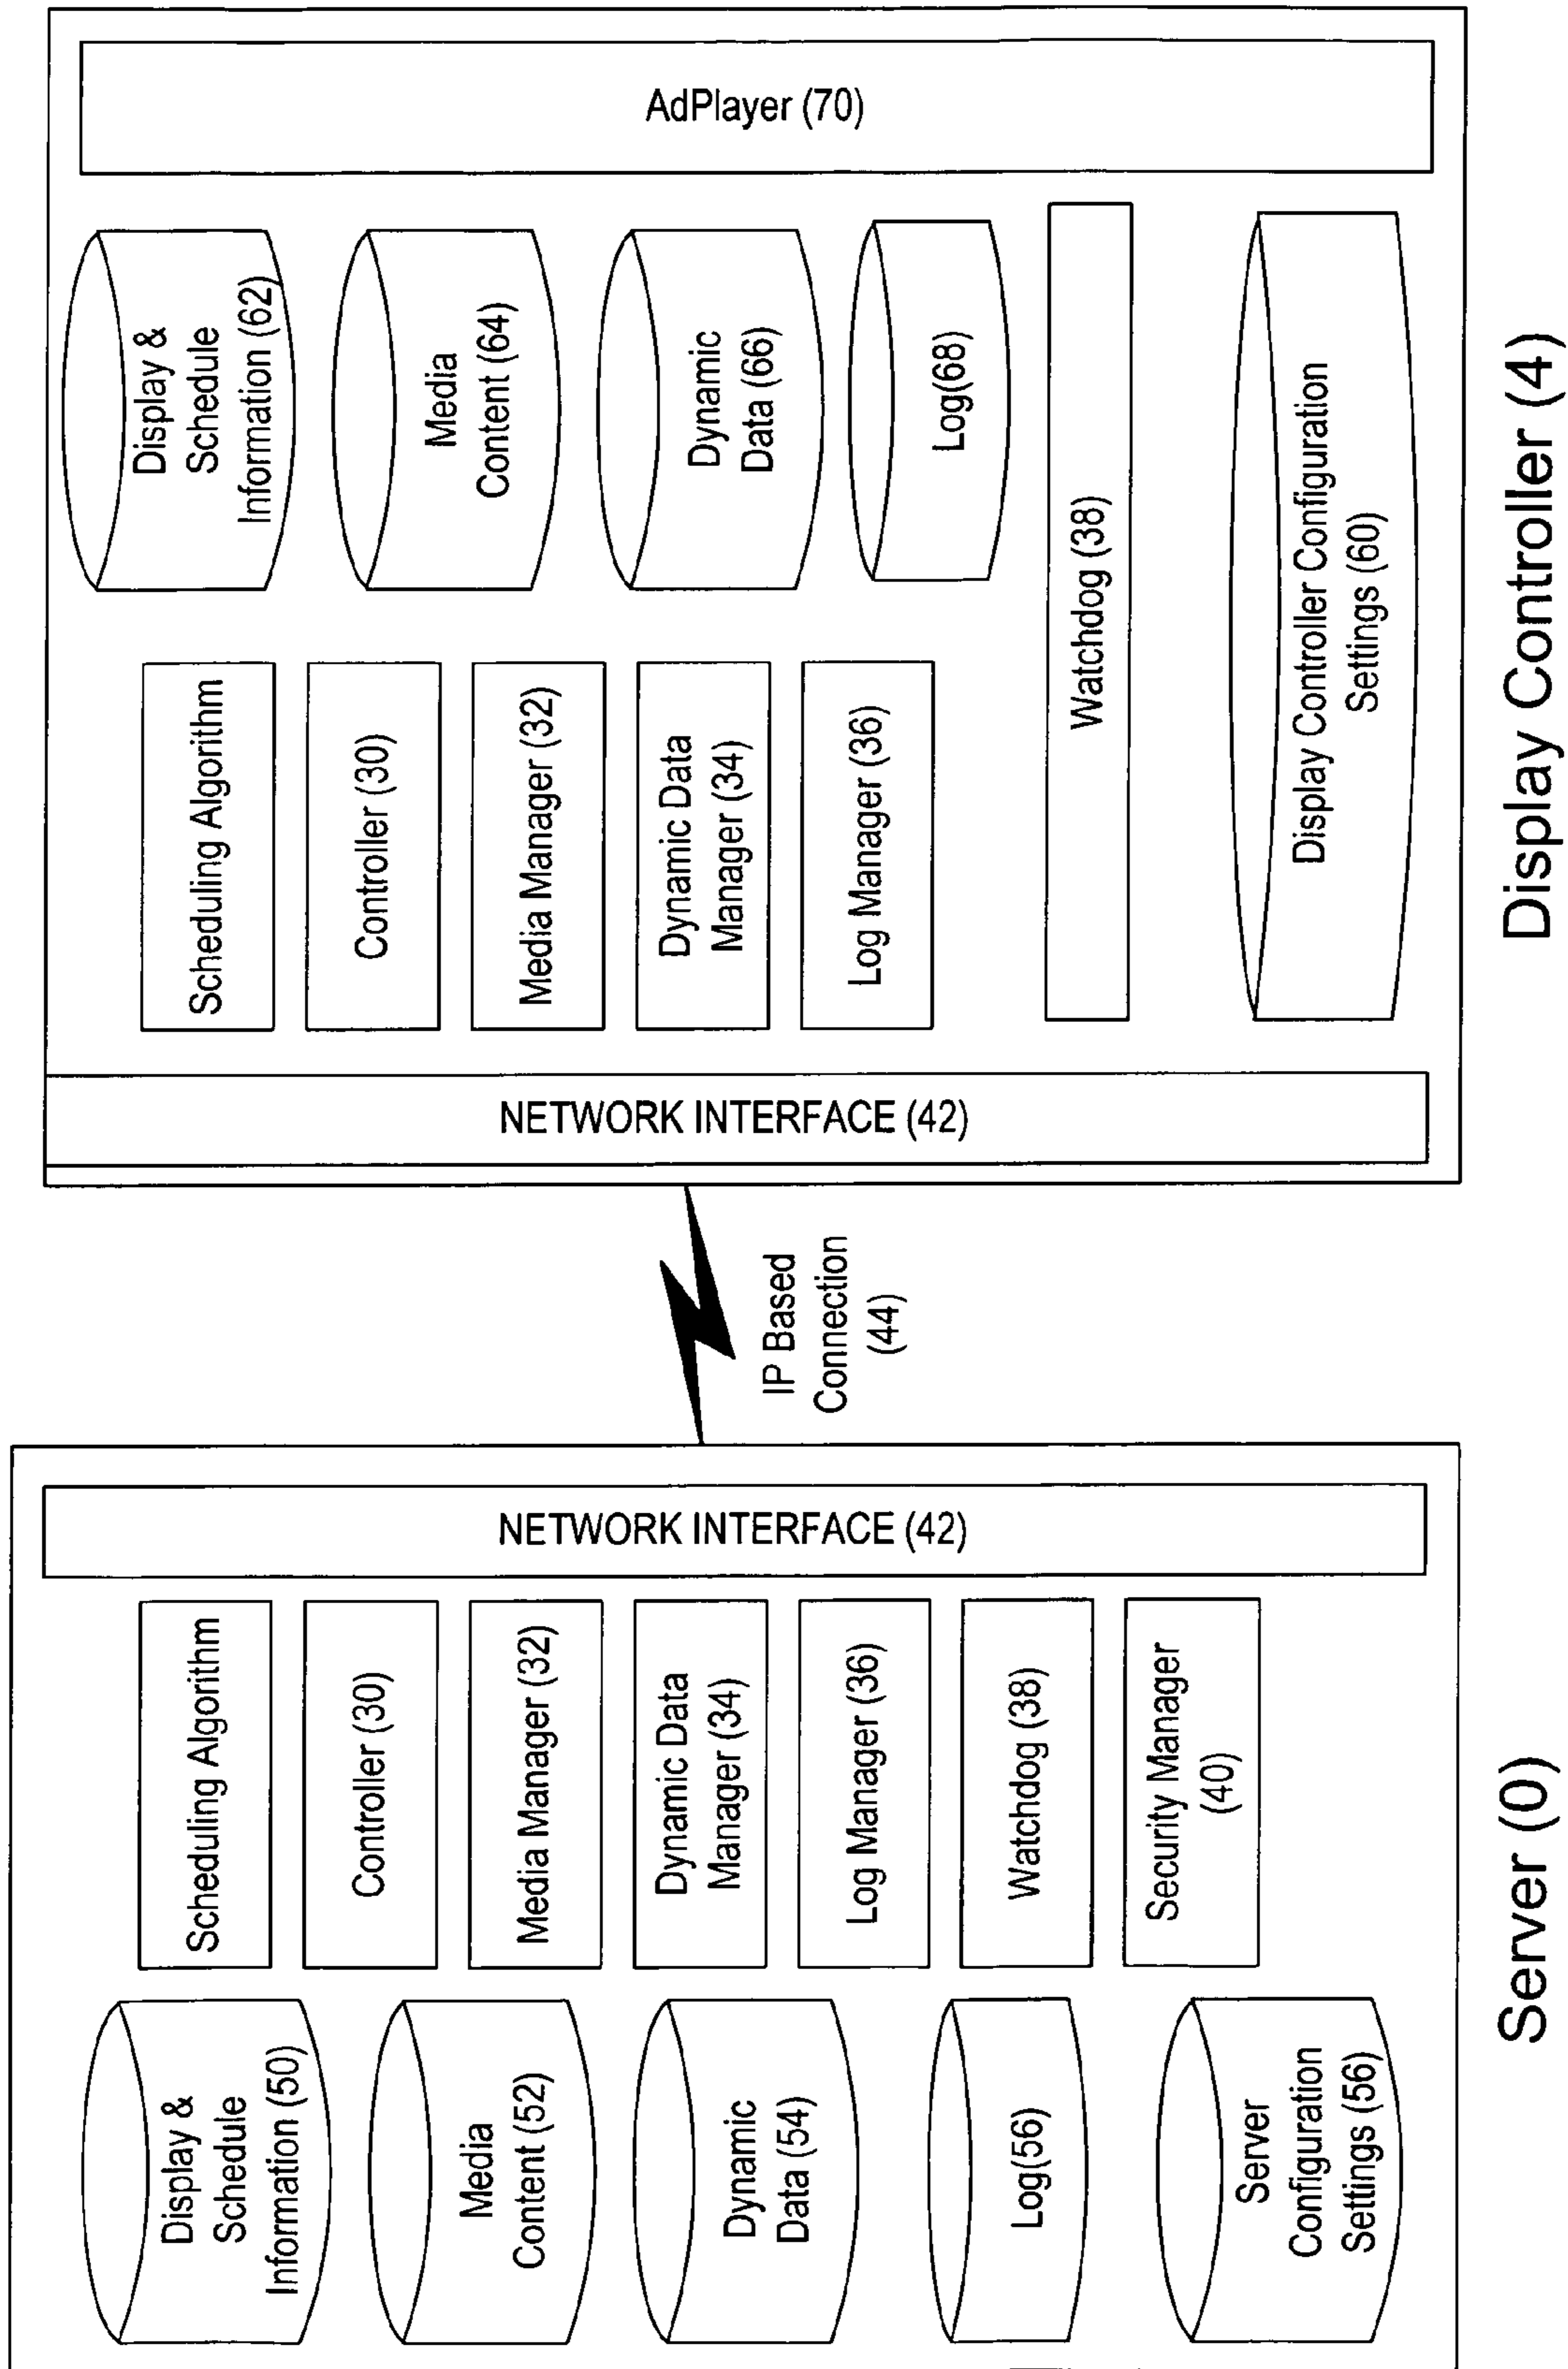 Display &
Schedule
Information (50)
Media
Content (52)
Dynamic
Data (54)
Log(56)
Server
Configuration
Settings (56)
Scheduling Algorithm
Controller (30)
Media Manager (32)
Dynamic Data
Manager (34)
Log Manager (36)
Watchdog (38)
Security Manager
(40)
NETWORK INTERFACE (42)
Server (0)
IP Based
Connection
(44)
NETWORK INTERFACE (42)
Scheduling Algorithm
Controller (30)
Media Manager (32)
Dynamic Data
Manager (34)
Log Manager (36)
Display &
Schedule
Information (62)
Media
Content (64)
Dynamic
Data (66)
Log(68)
Watchdog (38)
Display Controller Configuration
Settings (60)
AdPlayer (70)
Display Controller (4)